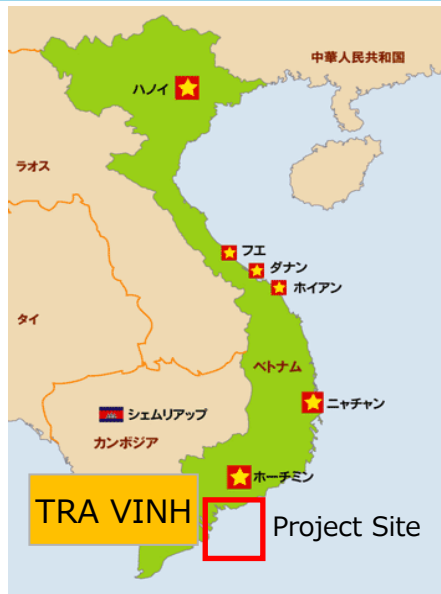 中華人民共和国
ハノイ
ラオス
フエ
ダナン
ホイアン
タイ
ベトナム
ニャチャン
シェムリアップ
カンボジア
ホーチミン
TRA VINH
Project Site